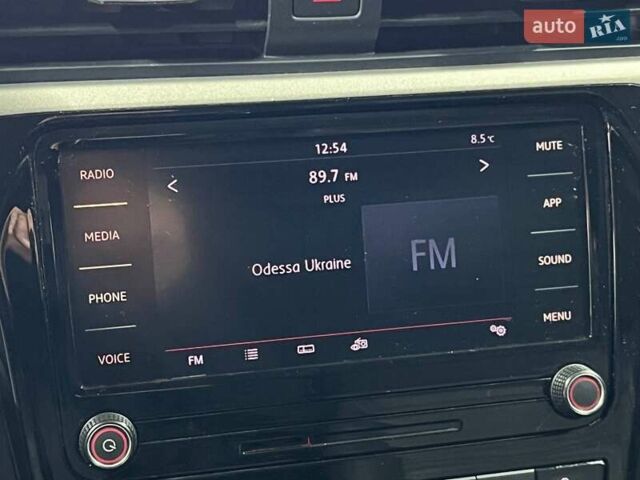 auto RIA.com
12:54
8.5°C
RADIO
MUTE
89.7 FM
PLUS
APP
MEDIA
FM
Odessa Ukraine
SOUND
PHONE
MENU
VOICE
FM